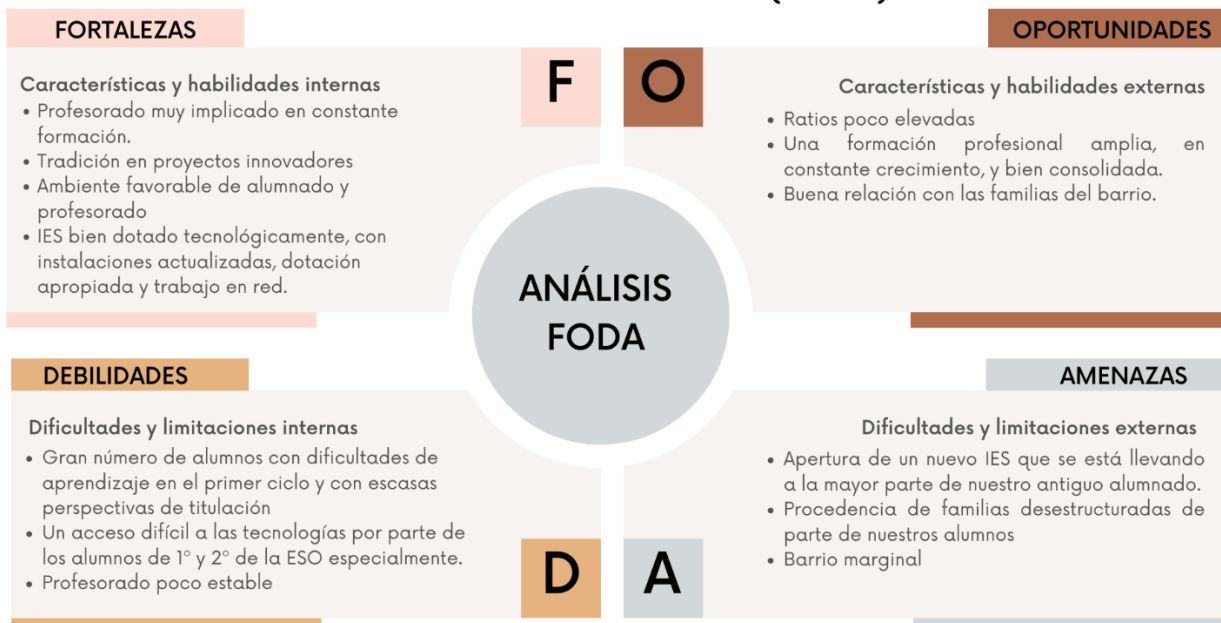 FORTALEZAS
F
Características y habilidades internas
• Profesorado muy implicado en constante
formación.
• Tradición en proyectos innovadores
• Ambiente favorable de alumnado y
profesorado
• IES bien dotado tecnológicamente, con
instalaciones actualizadas, dotación
apropiada y trabajo en red.
OPORTUNIDADES
O
Características y habilidades externas
• Ratios poco elevadas
• Una formación profesional amplia, en
constante crecimiento, y bien consolidada.
• Buena relación con las familias del barrio.
ANÁLISIS
FODA
DEBILIDADES
Dificultades y limitaciones internas
• Gran número de alumnos con dificultades de
aprendizaje en el primer ciclo y con escasas
perspectivas de titulación
• Un acceso difícil a las tecnologías por parte de
los alumnos de 1° y 2° de la ESO especialmente.
• Profesorado poco estable
D
AMENAZAS
Dificultades y limitaciones externas
• Apertura de un nuevo IES que se está llevando
a la mayor parte de nuestro antiguo alumnado.
• Procedencia de familias desestructuradas de
parte de nuestros alumnos
• Barrio marginal
A